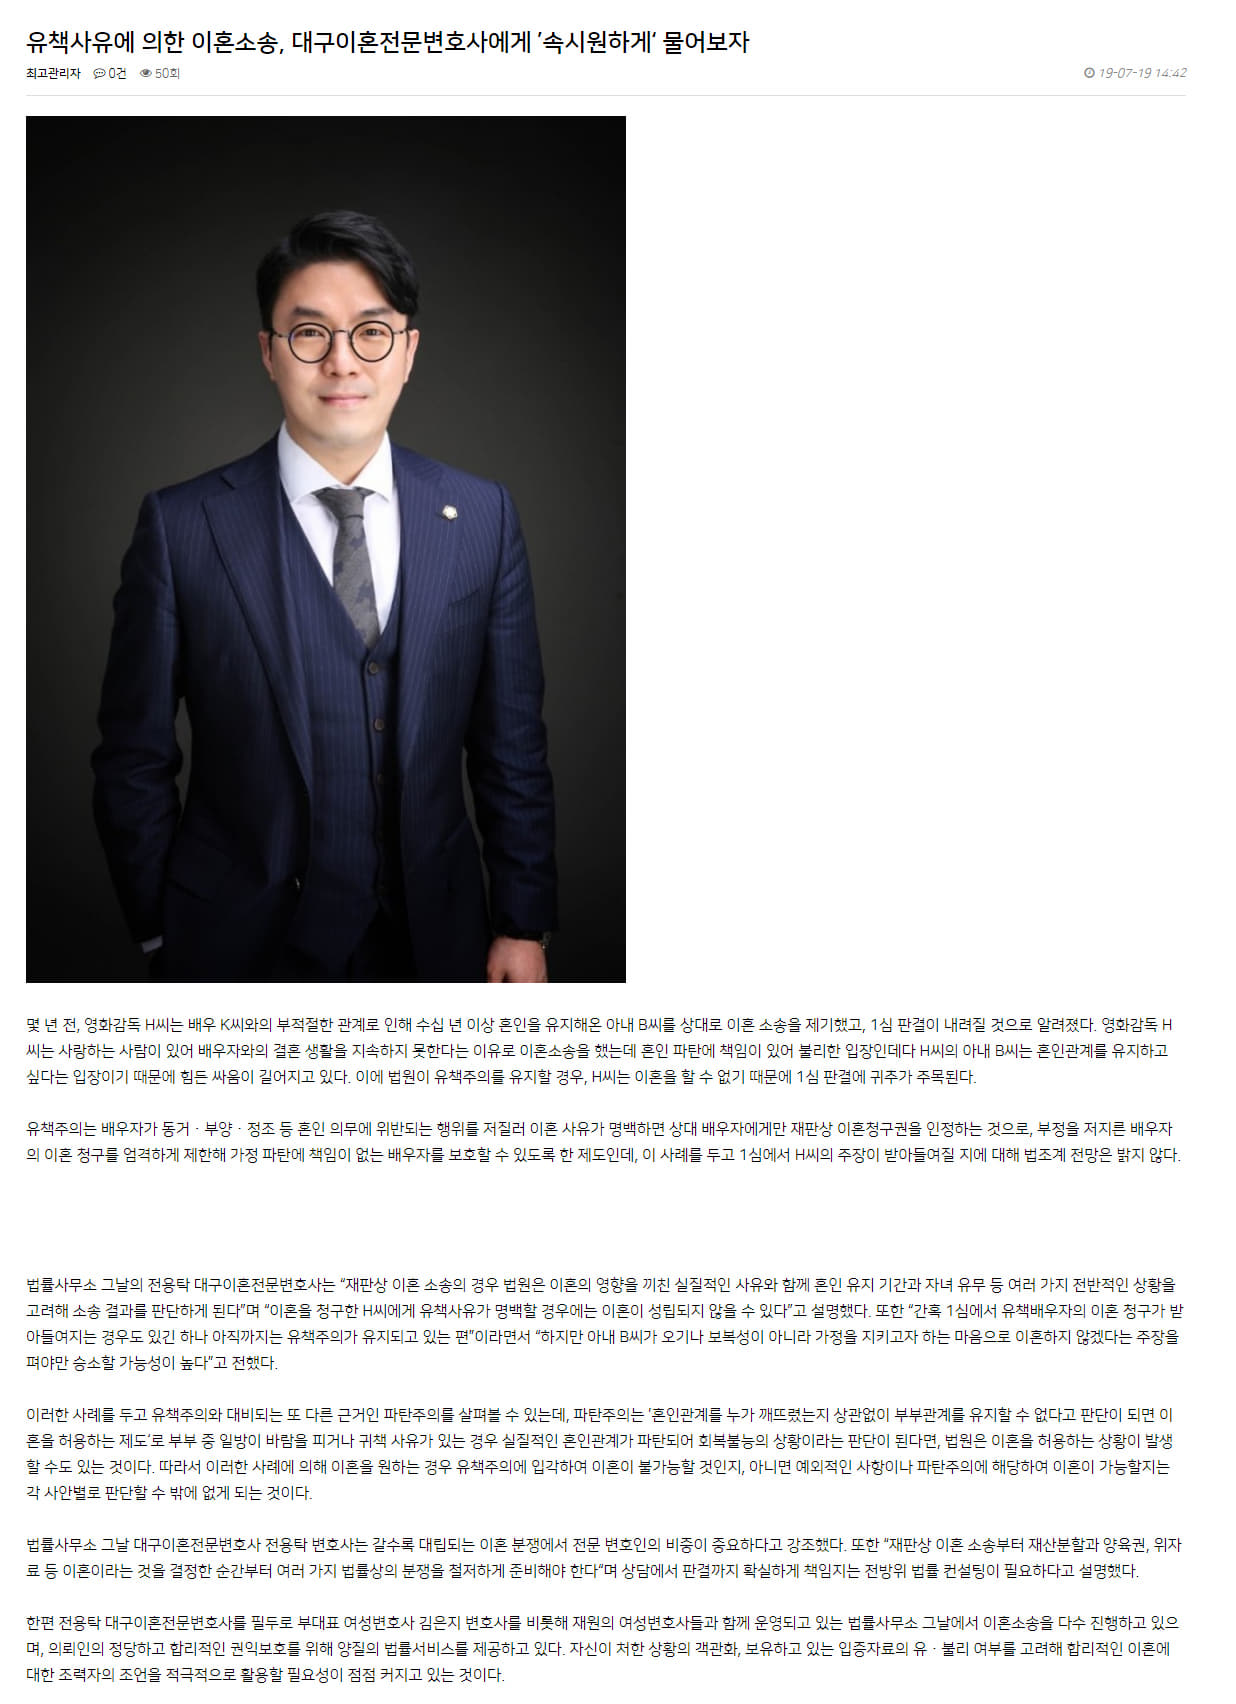 유책사유에 의한 이혼소송, 대구이혼전문변호사에게 '속시원하게' 물어보자
최고관리자 0건 50회 19-07-19 14:42
몇 년 전, 영화감독 H씨는 배우 K씨와의 부적절한 관계로 인해 수십 년 이상 혼인을 유지해온 아내 B씨를 상대로 이혼 소송을 제기했고, 1심 판결이 내려질 것으로 알려졌다. 영화감독 H
씨는 사랑하는 사람이 있어 배우자와의 결혼 생활을 지속하지 못한다는 이유로 이혼소송을 했는데 혼인 파탄에 책임이 있어 불리한 입장인데다 H씨의 아내 B씨는 혼인관계를 유지하고
싶다는 입장이기 때문에 힘든 싸움이 길어지고 있다. 이에 법원이 유책주의를 유지할 경우, H씨는 이혼을 할 수 없기 때문에 1심 판결에 귀추가 주목된다.
유책주의는 배우자가 동거ㆍ부양ㆍ정조 등 혼인 의무에 위반되는 행위를 저질러 이혼 사유가 명백하면 상대 배우자에게만 재판상 이혼청구권을 인정하는 것으로, 부정을 저지른 배우자
의 이혼 청구를 엄격하게 제한해 가정 파탄에 책임이 없는 배우자를 보호할 수 있도록 한 제도인데, 이 사례를 두고 1심에서 H씨의 주장이 받아들여질 지에 대해 법조계 전망은 밝지 않다.
법률사무소 그날의 전용탁 대구이혼전문변호사는 “재판상 이혼 소송의 경우 법원은 이혼의 영향을 끼친 실질적인 사유와 함께 혼인 유지 기간과 자녀 유무 등 여러 가지 전반적인 상황을
고려해 소송 결과를 판단하게 된다”며 “이혼을 청구한 H씨에게 유책사유가 명백할 경우에는 이혼이 성립되지 않을 수 있다”고 설명했다. 또한 “간혹 1심에서 유책배우자의 이혼 청구가 받
아들여지는 경우도 있긴 하나 아직까지는 유책주의가 유지되고 있는 편”이라면서 “하지만 아내 B씨가 오기나 보복성이 아니라 가정을 지키고자 하는 마음으로 이혼하지 않겠다는 주장을
펴야만 승소할 가능성이 높다”고 전했다.
이러한 사례를 두고 유책주의와 대비되는 또 다른 근거인 파탄주의를 살펴볼 수 있는데, 파탄주의는 '혼인관계를 누가 깨뜨렸는지 상관없이 부부관계를 유지할 수 없다고 판단이 되면 이
혼을 허용하는 제도'로 부부 중 일방이 바람을 피거나 귀책 사유가 있는 경우 실질적인 혼인관계가 파탄되어 회복불능의 상황이라는 판단이 된다면, 법원은 이혼을 허용하는 상황이 발생
할 수도 있는 것이다. 따라서 이러한 사례에 의해 이혼을 원하는 경우 유책주의에 입각하여 이혼이 불가능할 것인지, 아니면 예외적인 사항이나 파탄주의에 해당하여 이혼이 가능할지는
각 사안별로 판단할 수 밖에 없게 되는 것이다.
법률사무소 그날 대구이혼전문변호사 전용탁 변호사는 갈수록 대립되는 이혼 분쟁에서 전문 변호인의 비중이 중요하다고 강조했다. 또한 “재판상 이혼 소송부터 재산분할과 양육권, 위자
료 등 이혼이라는 것을 결정한 순간부터 여러 가지 법률상의 분쟁을 철저하게 준비해야 한다“며 상담에서 판결까지 확실하게 책임지는 전방위 법률 컨설팅이 필요하다고 설명했다.
한편 전용탁 대구이혼전문변호사를 필두로 부대표 여성변호사 김은지 변호사를 비롯해 재원의 여성변호사들과 함께 운영되고 있는 법률사무소 그날에서 이혼소송을 다수 진행하고 있으
며, 의뢰인의 정당하고 합리적인 권익보호를 위해 양질의 법률서비스를 제공하고 있다. 자신이 처한 상황의 객관화, 보유하고 있는 입증자료의 유ㆍ불리 여부를 고려해 합리적인 이혼에
대한 조력자의 조언을 적극적으로 활용할 필요성이 점점 커지고 있는 것이다.